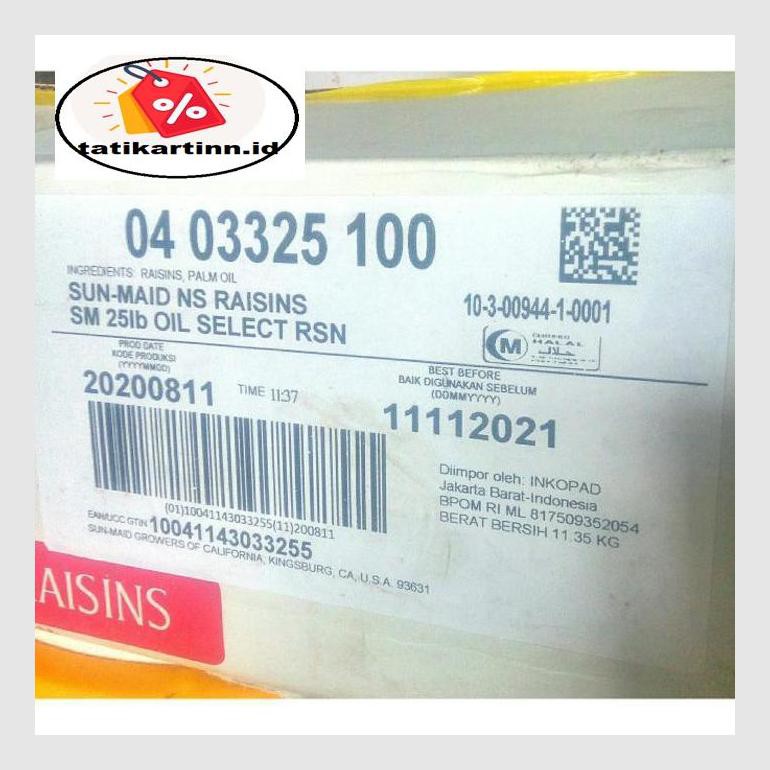 %
tatikartinn.id
04 03325 100
INGREDIENTS: RAISINS, PALM OIL
SUN-MAID NS RAISINS
SM 25lb OIL SELECT RSN
10-3-00944-1-0001
M
CERTIFIED
HALAL
حلال
PROD DATE
KODE PRODUKSI
(YYYYMMDD)
20200811 TIME 11:37
BEST BEFORE
BAIK DIGUNAKAN SEBELUM
(DDMMYYYY)
11112021
(01)10041143033255(11)200811
EAN/UCC GTIN 10041143033255
SUN-MAID GROWERS OF CALIFORNIA, KINGSBURG, CA, U.S.A. 93631
Diimpor oleh: INKOPAD
Jakarta Barat-Indonesia
BPOM RI ML 817509352054
BERAT BERSIH 11.35 KG
AISINS